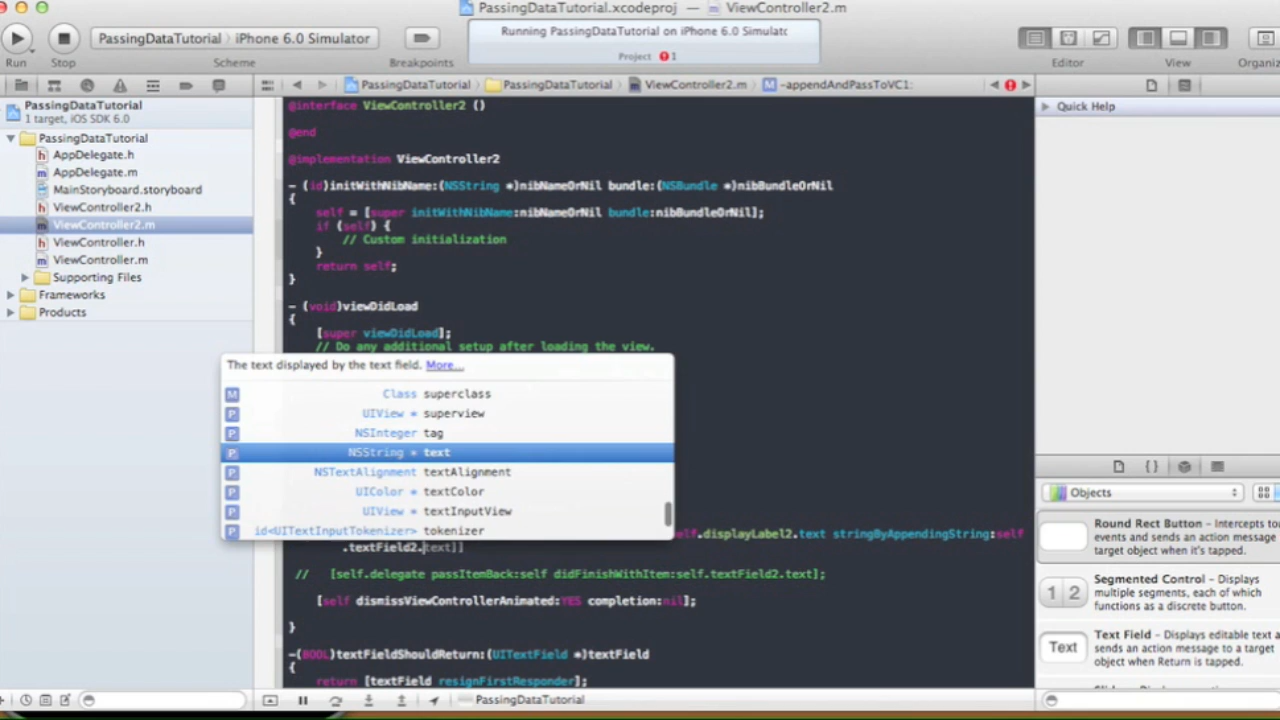 PassingDataTutorial.xcodeproj — ViewController2.m
PassingDataTutorial iPhone 6.0 Simulator
Running PassingDataTutorial on iPhone 6.0 Simulator
Project 1
Run Stop Scheme Breakpoints Editor View Organiz
PassingDataTutorial PassingDataTutorial ViewController2.m -appendAndPassToVC1:
PassingDataTutorial
1 target, iOS SDK 6.0
PassingDataTutorial
AppDelegate.h
AppDelegate.m
MainStoryboard.storyboard
ViewController2.h
ViewController2.m
ViewController.h
ViewController.m
Supporting Files
Frameworks
Products
@interface ViewController2 ()
@end
@implementation ViewController2
- (id)initWithNibName:(NSString *)nibNameOrNil bundle:(NSBundle *)nibBundleOrNil
{
self = [super initWithNibName:nibNameOrNil bundle:nibBundleOrNil];
if (self) {
// Custom initialization
}
return self;
}
- (void)viewDidLoad
{
[super viewDidLoad];
// Do any additional setup after loading the view.
The text displayed by the text field. More...
M Class superclass
P UIView * superview
P NSInteger tag
P NSString * text
P NSTextAlignment textAlignment
P UIColor * textColor
P UIView * textInputView
P id<UITextInputTokenizer> tokenizer
self.displayLabel2.text stringByAppendingString:self
.textField2.text]]
// [self.delegate passItemBack:self didFinishWithItem:self.textField2.text];
[self dismissViewControllerAnimated:YES completion:nil];
}
-(BOOL)textFieldShouldReturn:(UITextField *)textField
{
return [textField resignFirstResponder];
PassingDataTutorial
Quick Help
Objects
Round Rect Button – Intercepts to
events and sends an action message
target object when it's tapped.
1 2
Segmented Control – Displays
multiple segments, each of which
functions as a discrete button.
Text
Text Field – Displays editable text a
sends an action message to a target
object when Return is tapped.